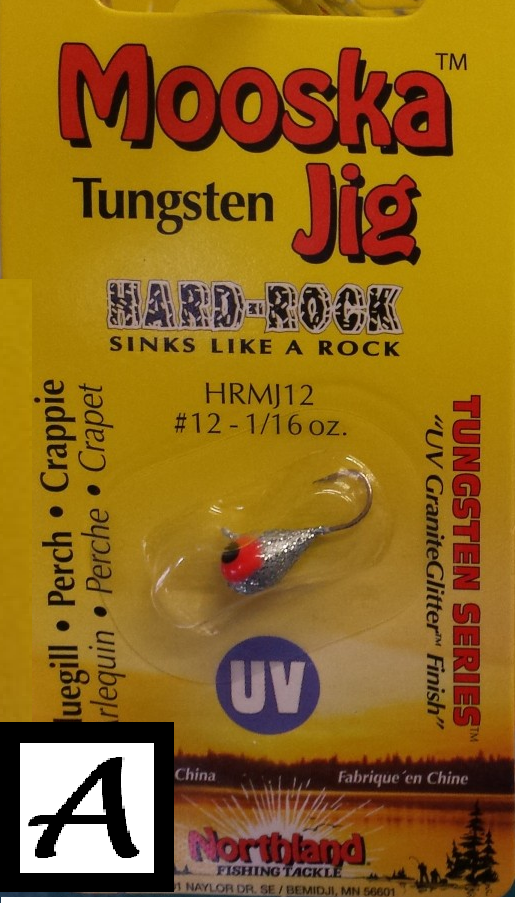 Mooska™
Tungsten Jig
HARD-ROCK
SINKS LIKE A ROCK
HRMJ12
#12 - 1/16 oz.
luegill • Perch • Crappie
rlequin • Perche • Crapet
TUNGSTEN SERIES™
"UV GraniteGlitter™ Finish"
UV
China
Fabrique´en Chine
Northland
FISHING TACKLE
1 NAYLOR DR. SE / BEMIDJI, MN 56601
A